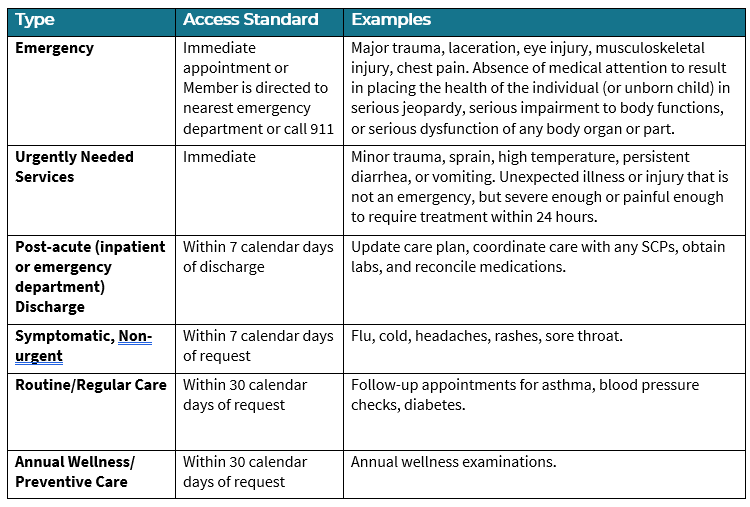 Type
Access Standard
Examples
Emergency
Immediate
appointment or
Member is directed to
nearest emergency
department or call 911
Major trauma, laceration, eye injury, musculoskeletal
injury, chest pain. Absence of medical attention to result
in placing the health of the individual (or unborn child) in
serious jeopardy, serious impairment to body functions,
or serious dysfunction of any body organ or part.
Urgently Needed
Services
Immediate
Minor trauma, sprain, high temperature, persistent
diarrhea, or vomiting. Unexpected illness or injury that is
not an emergency, but severe enough or painful enough
to require treatment within 24 hours.
Post-acute (inpatient
or emergency
department)
Discharge
Within 7 calendar days
of discharge
Update care plan, coordinate care with any SCPs, obtain
labs, and reconcile medications.
Symptomatic, Non-
urgent
Within 7 calendar days
of request
Flu, cold, headaches, rashes, sore throat.
Routine/Regular Care
Within 30 calendar
days of request
Follow-up appointments for asthma, blood pressure
checks, diabetes.
Annual Wellness/
Preventive Care
Within 30 calendar
days of request
Annual wellness examinations.